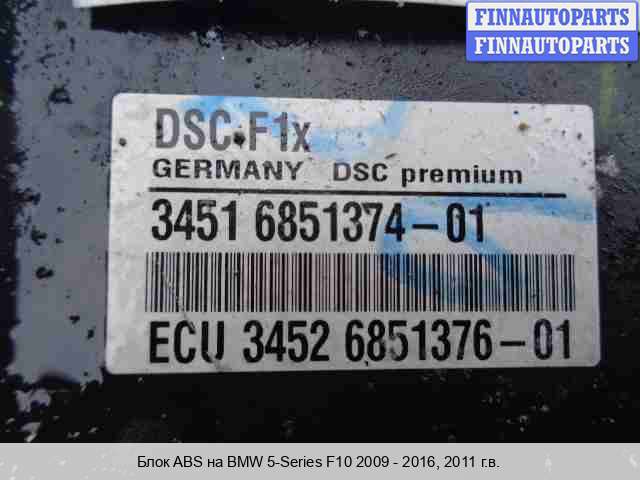 FINNAUTOPARTS
FINNAUTOPARTS
DSC F1x
GERMANY DSC premium
3451 6851374-01
ECU 3452 6851376-01
Блок ABS на BMW 5-Series F10 2009 - 2016, 2011 г.в.